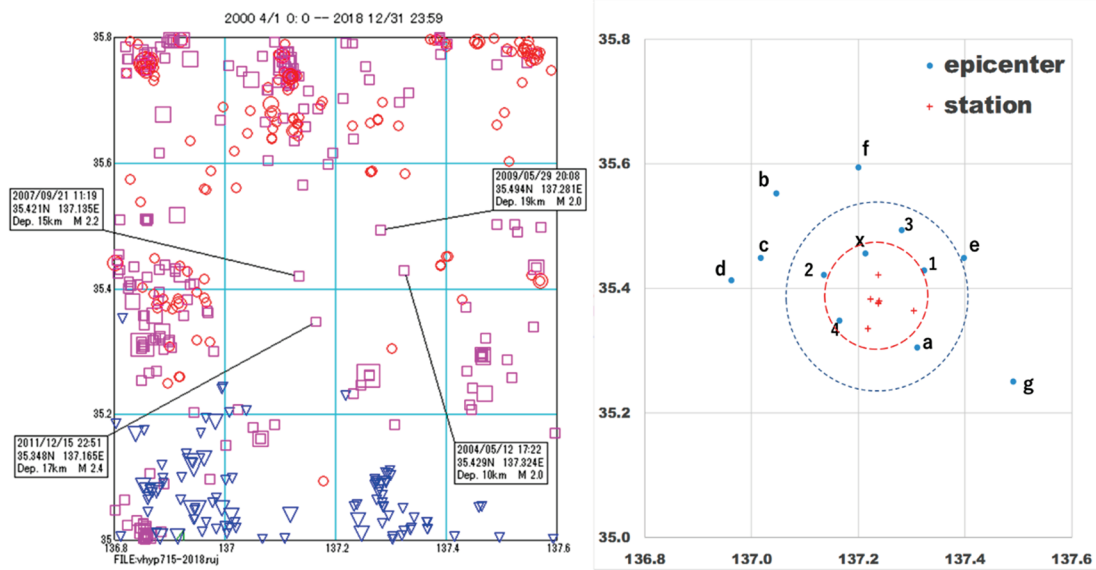 2000 4/1 0: 0 -- 2018 12/31 23:59
35.8
35.6
35.4
35.2
35
136.8
137
137.2
137.4
137.6
2007/09/21 11:19
35.421N 137.135E
Dep. 15km M 2.2
2009/05/29 20:08
35.494N 137.281E
Dep. 19km M 2.0
2011/12/15 22:51
35.348N 137.165E
Dep. 17km M 2.4
2004/05/12 17:22
35.429N 137.324E
Dep. 10km M 2.0
FILE:vhyp715-2018.ruj
35.8
35.6
35.4
35.2
35.0
136.8
137.0
137.2
137.4
137.6
epicenter
station
f
b
3
x
e
c
1
2
d
4
a
g